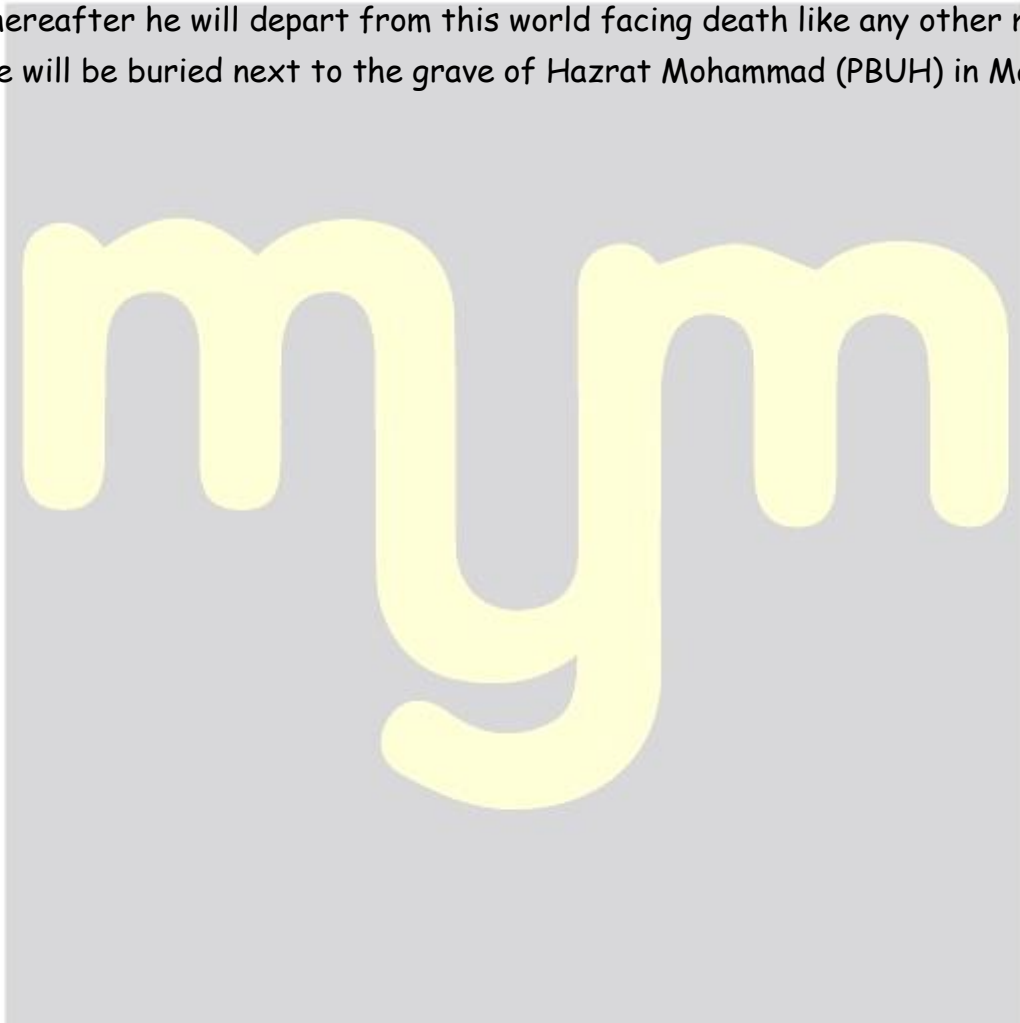 hereafter he will depart from this world facing death like any other
e will be buried next to the grave of Hazrat Mohammad (PBUH) in
mym